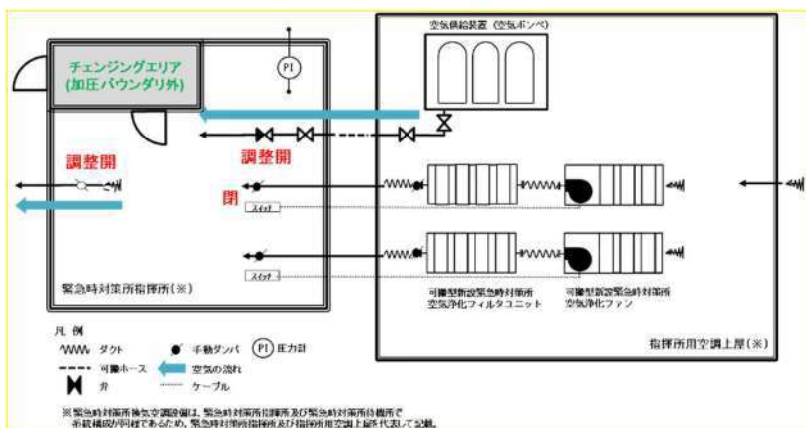 空気供給装置（空気ボンベ）
チェンジングエリア
(加圧バウンダリ外)
PI
調整開
調整開
閉
スイッチ
スイッチ
緊急時対策所指揮所(※)
可搬型新設緊急時対策所
空気浄化フィルタユニット
可搬型新設緊急時対策所
空気浄化ファン
指揮所用空調上屋(※)
凡 例
ダクト
手動ダンパ
PI
圧力計
可搬ホース
空気の流れ
弁
ケーブル
※緊急時対策所換気空調設備は、緊急時対策所指揮所及び緊急時対策所待機所で
系統構成が同様であるため、緊急時対策所指揮所及び指揮所用空調上屋を代表して記載。